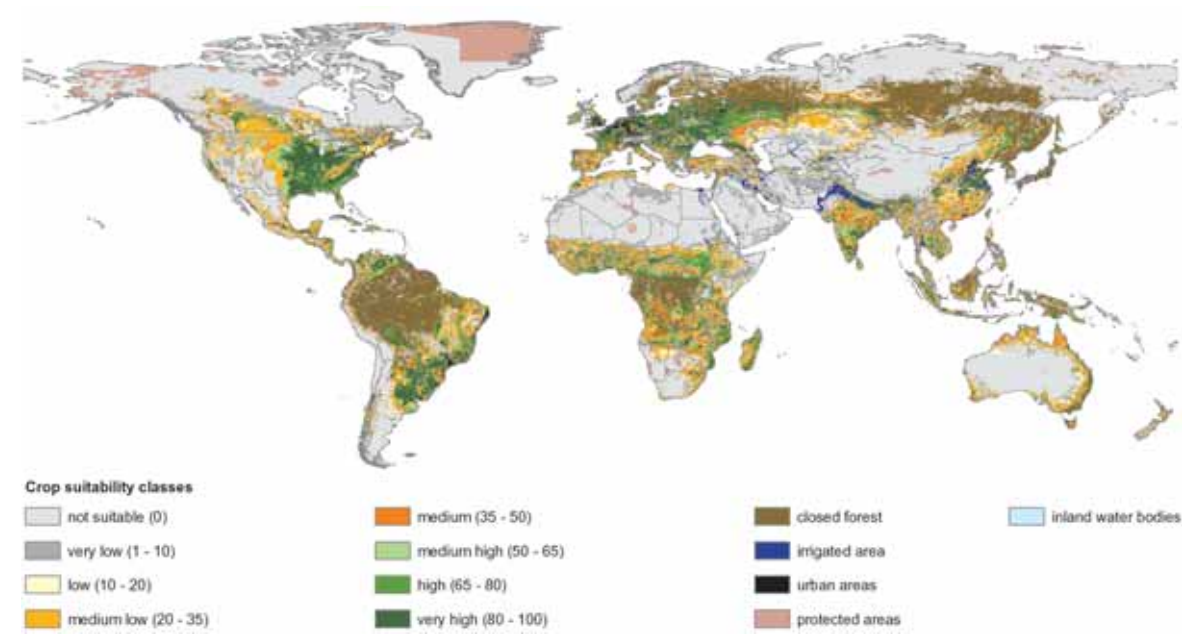 Crop suitability classes
not suitable (0)
very low (1 - 10)
low (10 - 20)
medium low (20 - 35)
medium (35 - 50)
medium high (50 - 65)
high (65 - 80)
very high (80 - 100)
closed forest
irrigated area
urban areas
protected areas
inland water bodies